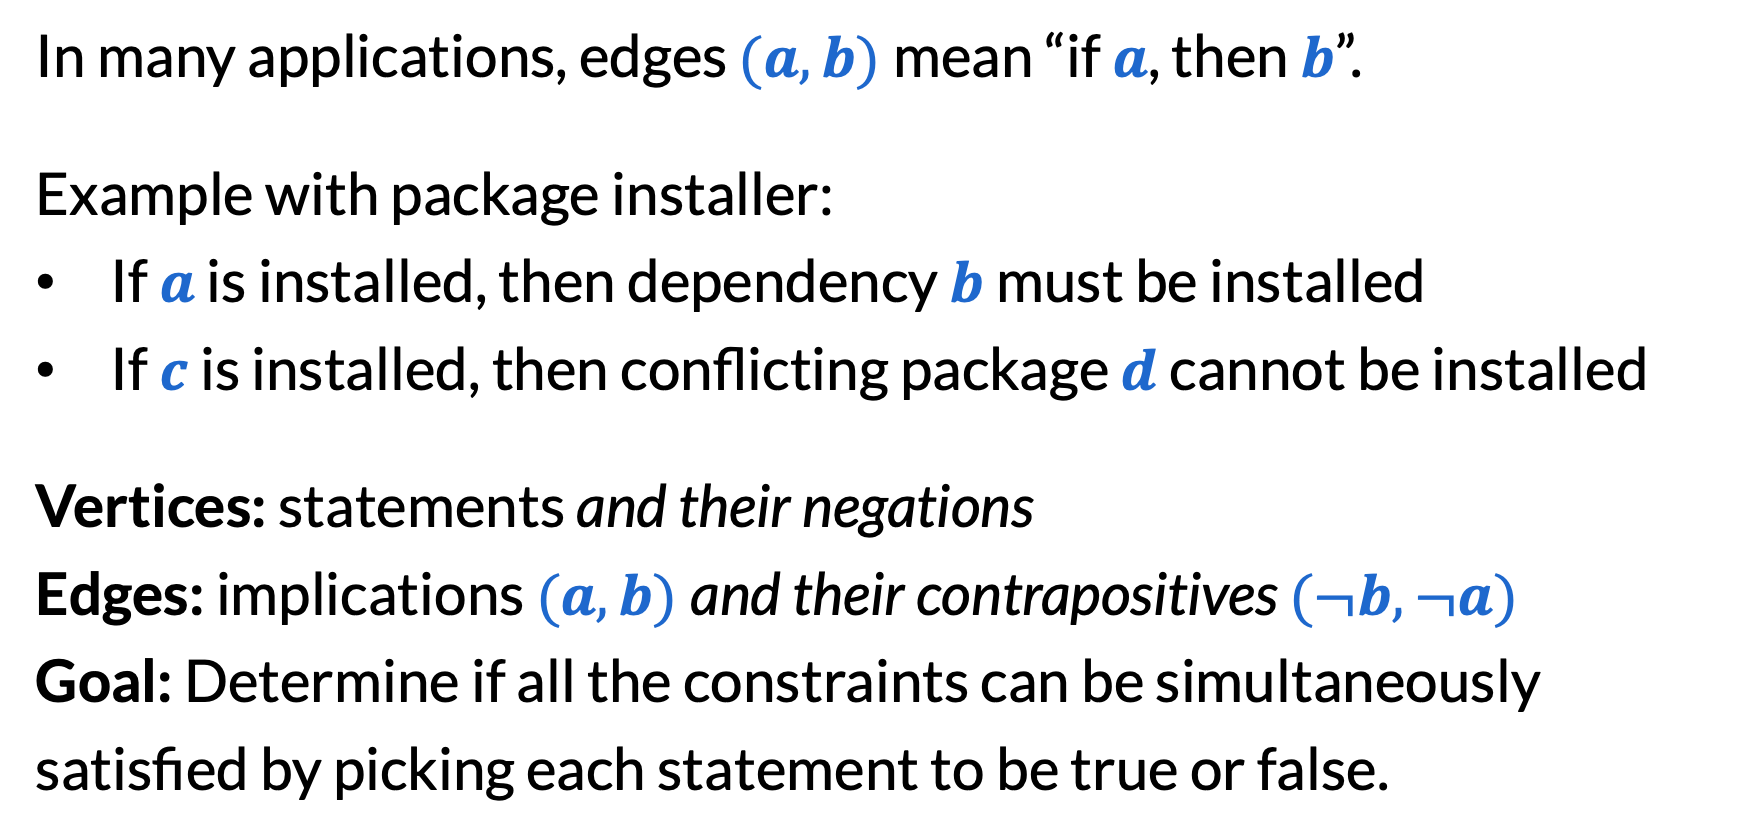 In many applications, edges (a, b) mean “if a, then b”.
Example with package installer:
• If a is installed, then dependency b must be installed
• If c is installed, then conflicting package d cannot be installed
Vertices: statements and their negations
Edges: implications (a, b) and their contrapositives (¬b, ¬a)
Goal: Determine if all the constraints can be simultaneously
satisfied by picking each statement to be true or false.